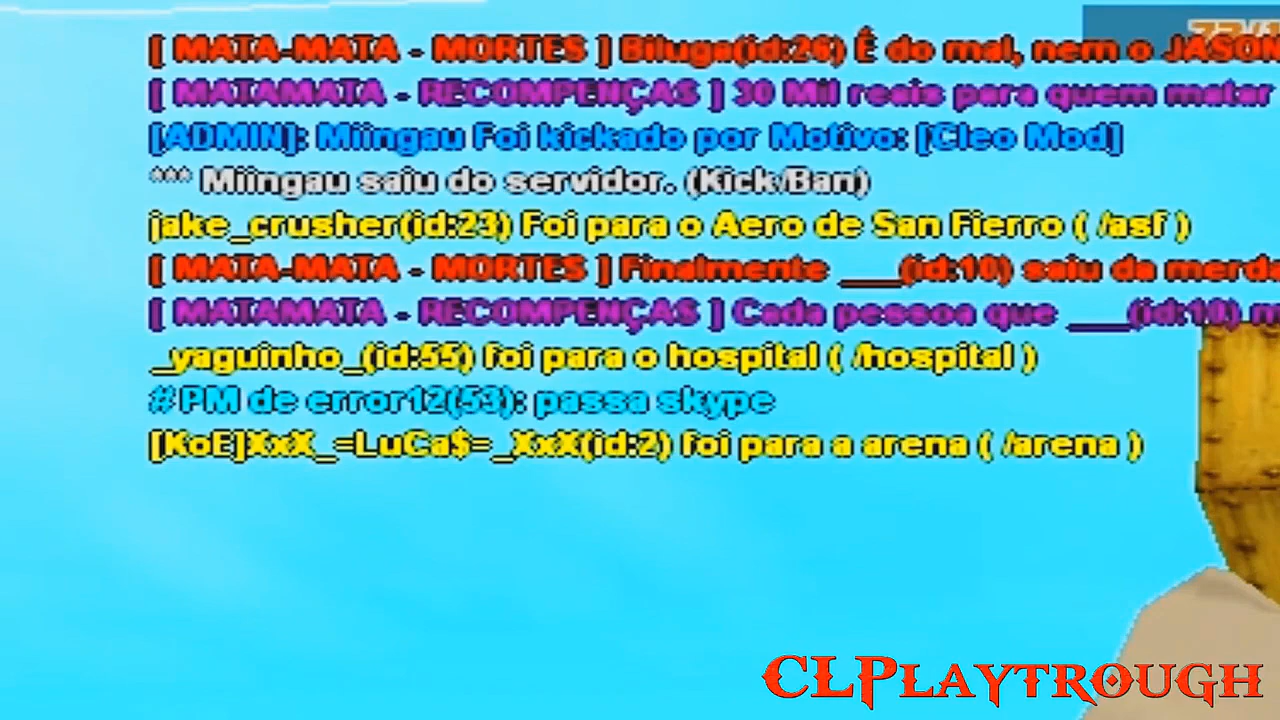 [ MATA-MATA - MORTES ] Biluga(id:26) É do mal, nem o JASON
[ MATAMATA - RECOMPENÇAS ] 30 Mil reais para quem matar
[ADMIN]: Miingau Foi kickado por Motivo: [Cleo Mod]
*** Miingau saiu do servidor. (Kick/Ban)
jake_crusher(id:23) Foi para o Aero de San Fierro ( /asf )
[ MATA-MATA - MORTES ] Finalmente ___(id:10) saiu da merda
[ MATAMATA - RECOMPENÇAS ] Cada pessoa que ___(id:10) m
_yaguinho_(id:55) foi para o hospital ( /hospital )
# PM de error12(53): passa skype
[KoE]XxX_=LuCa$=_XxX(id:2) foi para a arena ( /arena )
CLPlaytrough